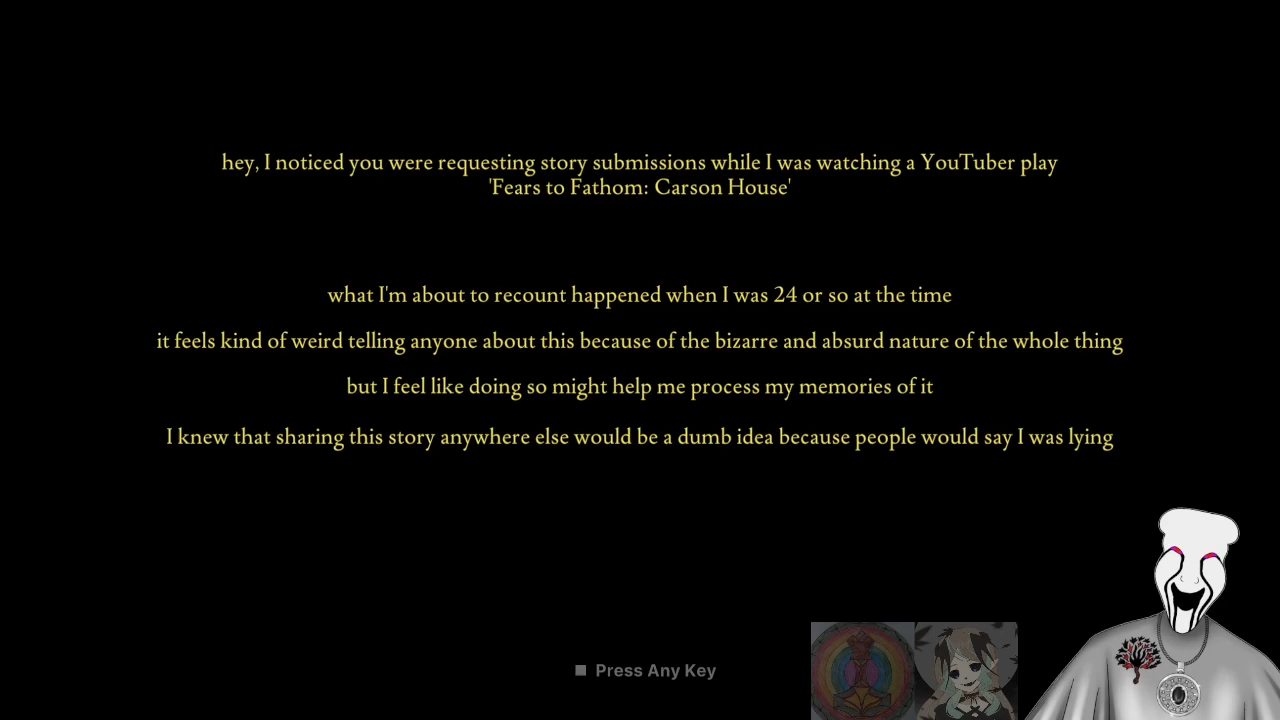 hey, I noticed you were requesting story submissions while I was watching a YouTuber play
'Fears to Fathom: Carson House'
what I'm about to recount happened when I was 24 or so at the time
it feels kind of weird telling anyone about this because of the bizarre and absurd nature of the whole thing
but I feel like doing so might help me process my memories of it
I knew that sharing this story anywhere else would be a dumb idea because people would say I was lying
Press Any Key